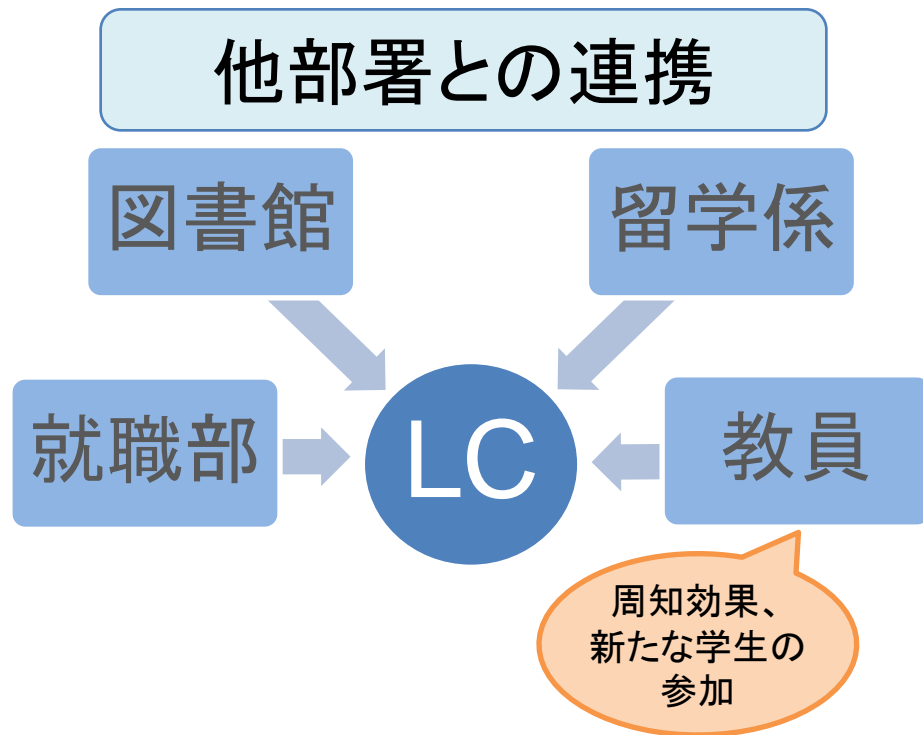 他部署との連携
図書館
留学係
就職部
LC
教員
周知効果、
新たな学生の
参加